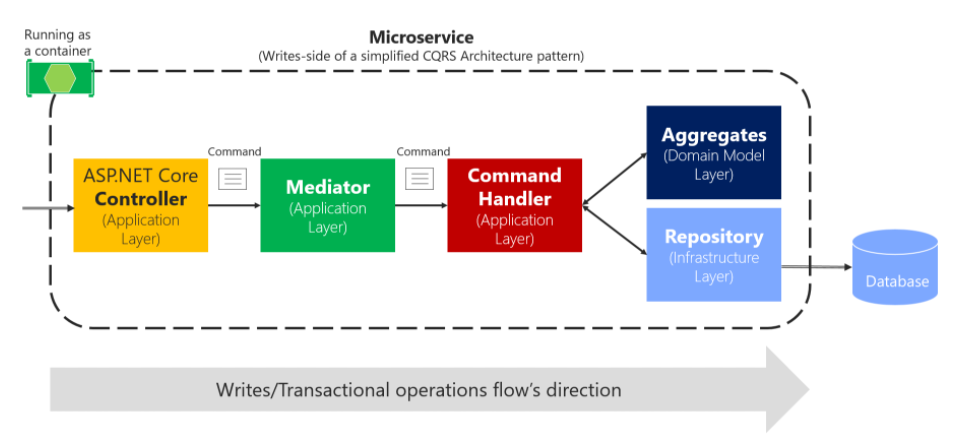 Running as
a container
Microservice
(Writes-side of a simplified CQRS Architecture pattern)
ASP.NET Core
Controller
(Application
Layer)
Command
Mediator
(Application
Layer)
Command
Command
Handler
(Application
Layer)
Aggregates
(Domain Model
Layer)
Repository
(Infrastructure
Layer)
Database
Writes/Transactional operations flow's direction